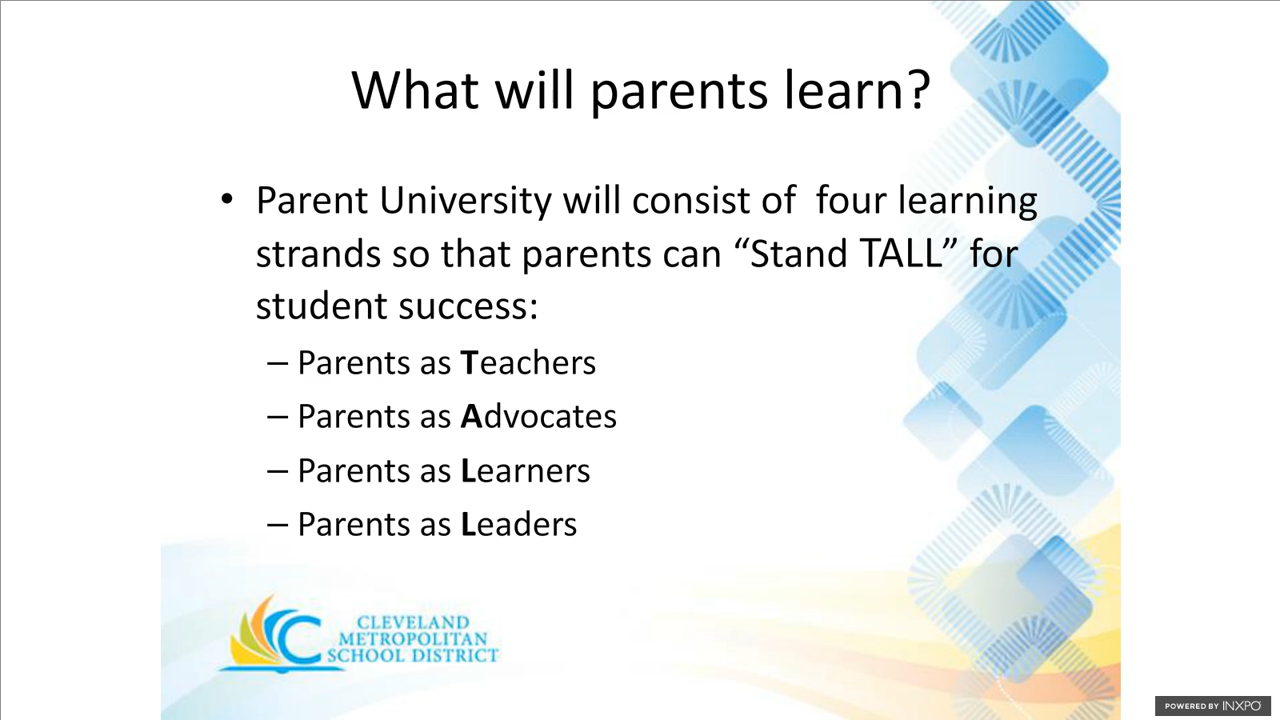 What will parents learn?
• Parent University will consist of  four learning
strands so that parents can “Stand TALL” for
student success:
– Parents as Teachers
– Parents as Advocates
– Parents as Learners
– Parents as Leaders
CLEVELAND
METROPOLITAN
SCHOOL DISTRICT
POWERED BY INXPO